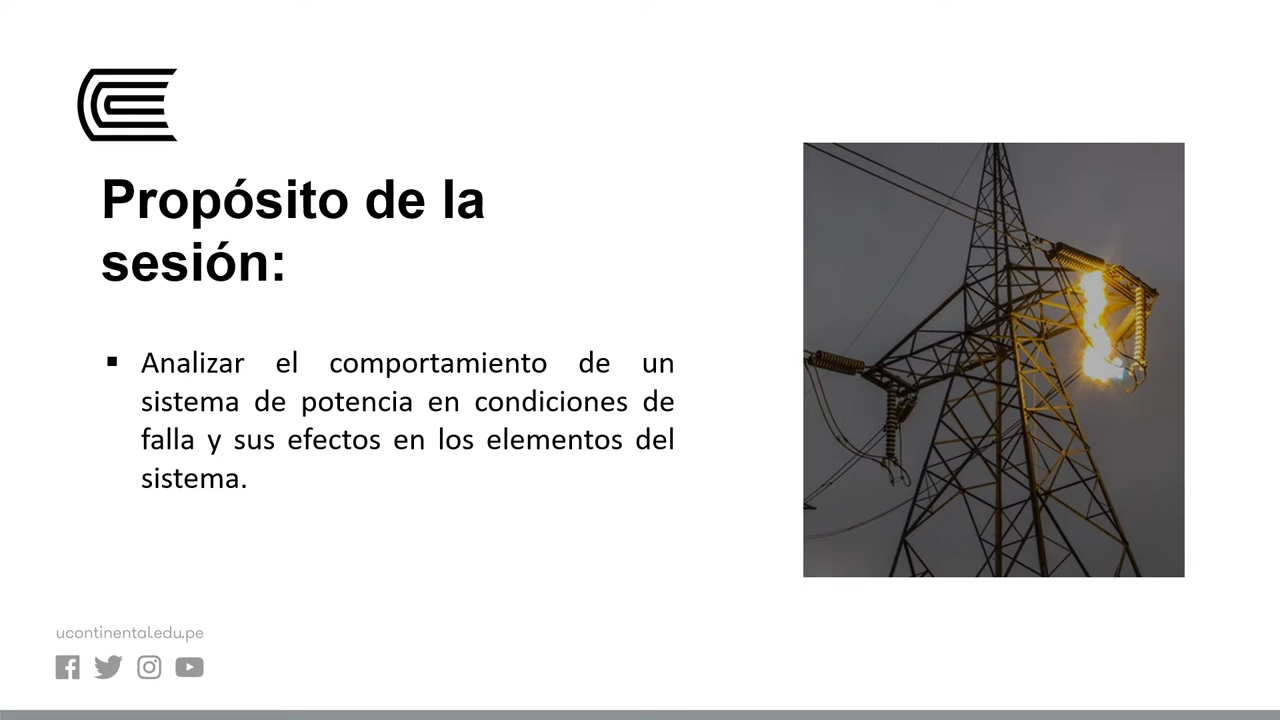 Propósito de la
sesión:
▪ Analizar el comportamiento de un
sistema de potencia en condiciones de
falla y sus efectos en los elementos del
sistema.
ucontinental.edu.pe